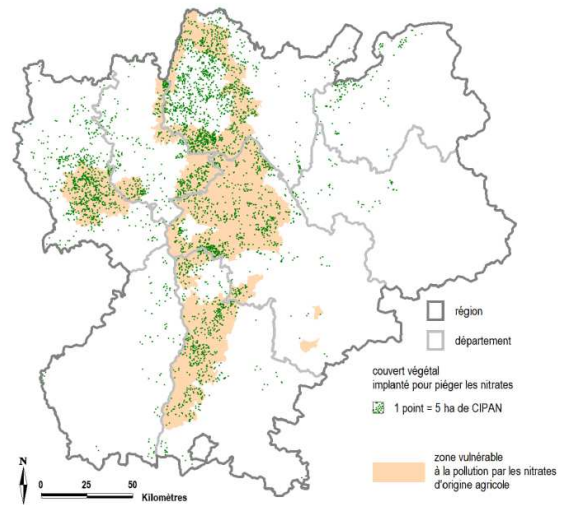 région
département
couvert végétal
implanté pour piéger les nitrates
1 point = 5 ha de CIPAN
zone vulnérable
à la pollution par les nitrates
d'origine agricole
N
0 25 50
Kilomètres